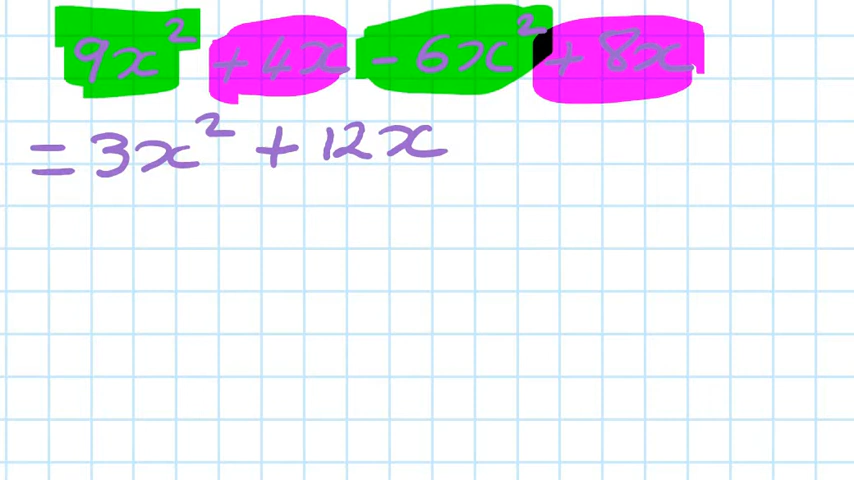 9x² +4x - 6x² + 8x
= 3x² + 12x